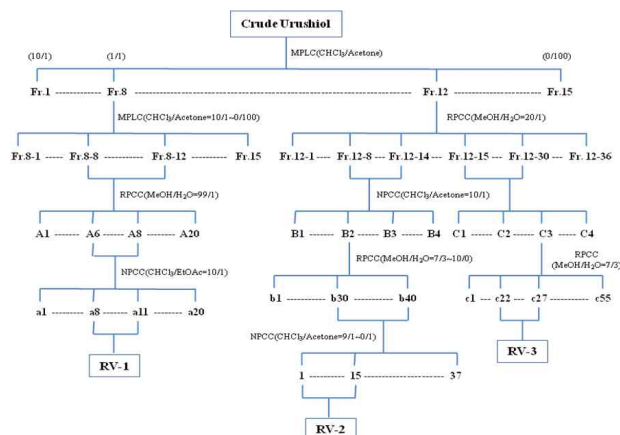 Crude Urushiol
MPLC(CHCl₃/Acetone)
(10/1) (1/1) (0/100)
Fr.1 ------------ Fr.8 ------------ Fr.12 ------------ Fr.15
MPLC(CHCl₃/Acetone=10/1~0/100) RPCC(MeOH/H₂O=20/1)
Fr.8-1 ----- Fr.8-8 ------------ Fr.8-12 ------------ Fr.15 Fr.12-1 ----- Fr.12-8 - Fr.12-14 ------- Fr.12-15 -- Fr.12-30 ---- Fr. 12-36
RPCC(MeOH/H₂O=99/1) NPCC(CHCl₃/Acetone=10/1)
A1 -------- A6 ------ A8 -------- A20 B1 --------- B2 ------ B3 ------ B4 C1 ------ C2 ------ C3 ------ C4
NPCC(CHCl₃/EtOAc=10/1) RPCC(MeOH/H₂O=7/3~10/0) RPCC
(MeOH/H₂O=7/3)
a1 ---------- a8 ------ a11 -------- a20 b1 ---------- b30 ------------ b40 c1 ---c22 ----- c27 ------------ c55
RV-1 NPCC(CHCl₃/Acetone=9/1~0/1) RV-3
1 --------- 15 -------------------- 37
RV-2